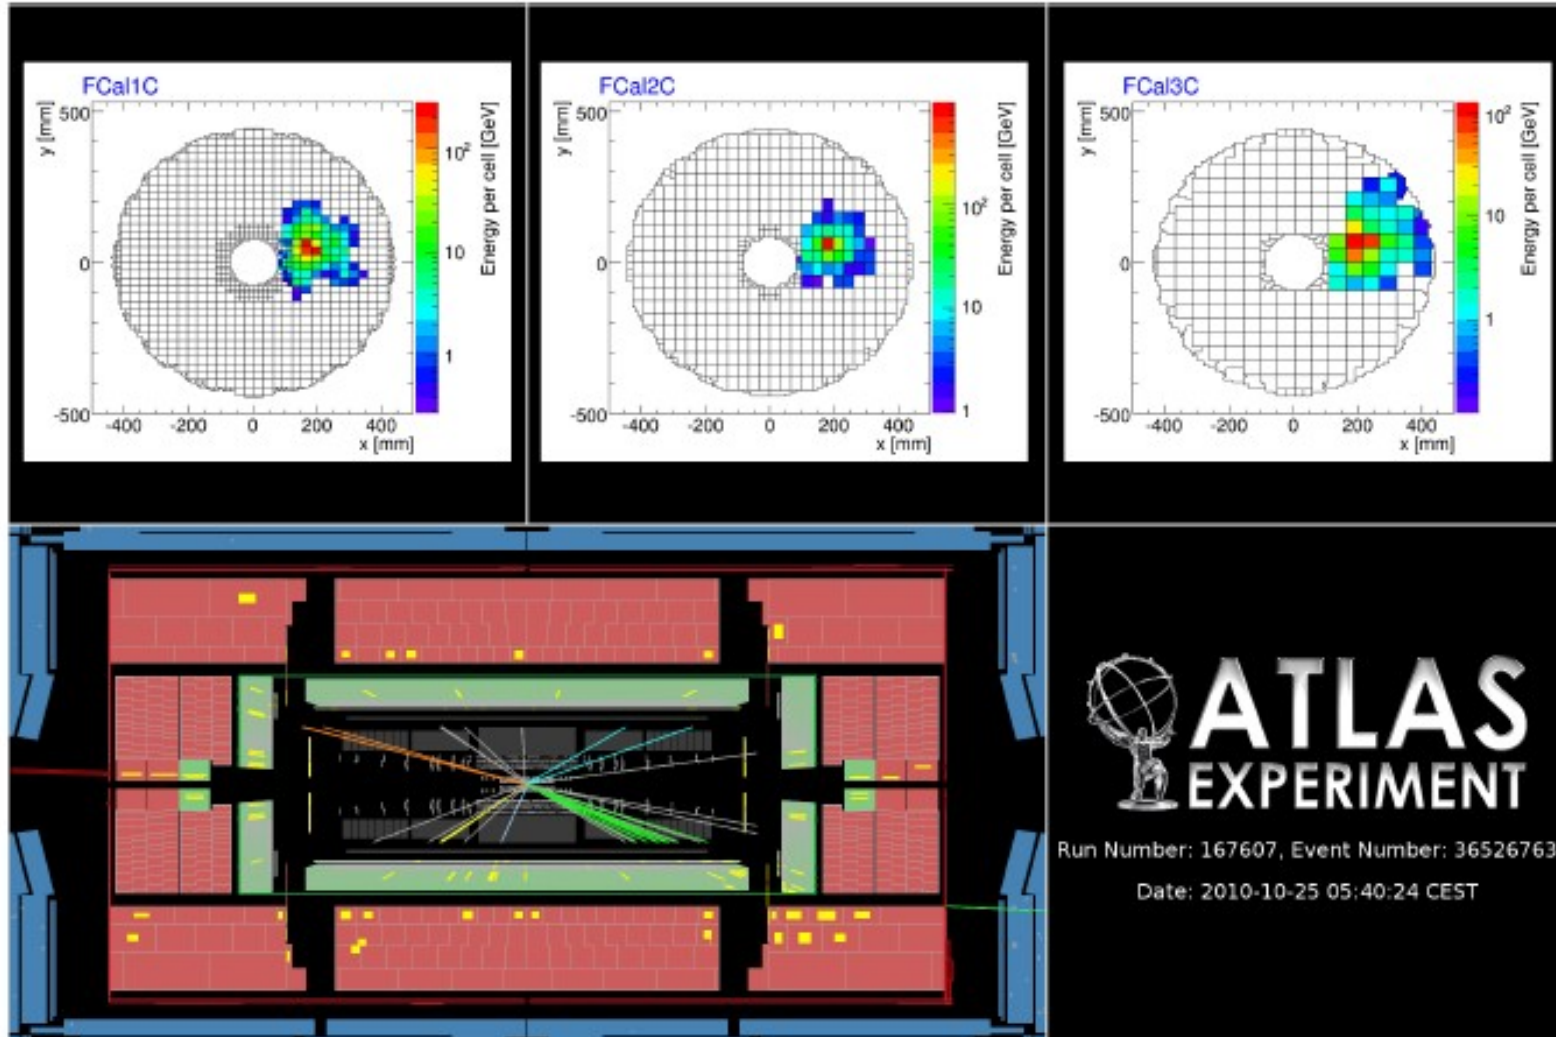 FCal1C
500
0
-500
y [mm]
-400 -200 0 200 400
x [mm]
10²
10
1
Energy per cell [GeV]
FCal2C
500
0
-500
y [mm]
-400 -200 0 200 400
x [mm]
10²
10
1
Energy per cell [GeV]
FCal3C
500
0
-500
y [mm]
-400 -200 0 200 400
x [mm]
10²
10
1
Energy per cell [GeV]
ATLAS
EXPERIMENT
Run Number: 167607, Event Number: 36526763
Date: 2010-10-25 05:40:24 CEST